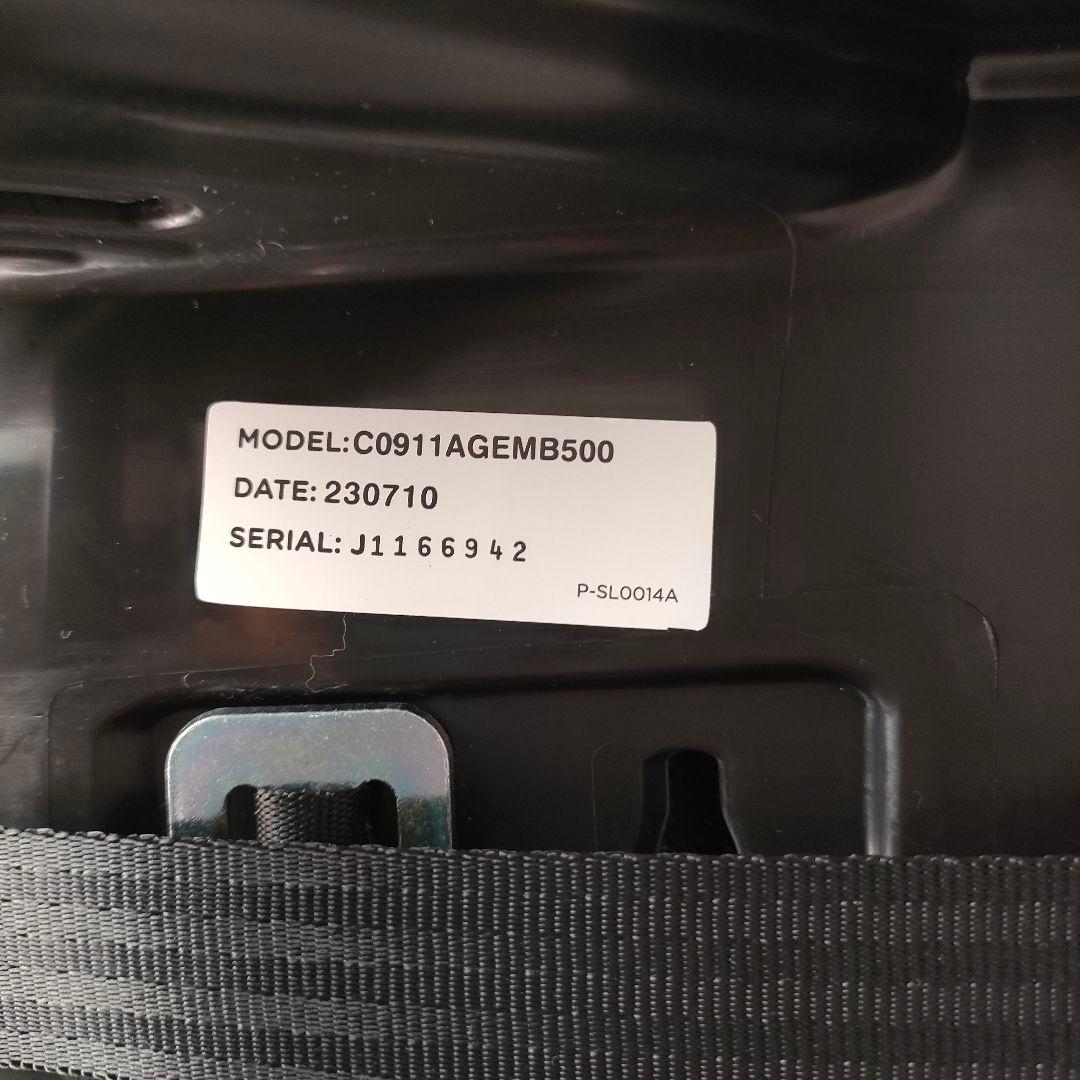 MODEL:C0911AGEMB500
DATE: 230710
SERIAL: J1166942
P-SL0014A